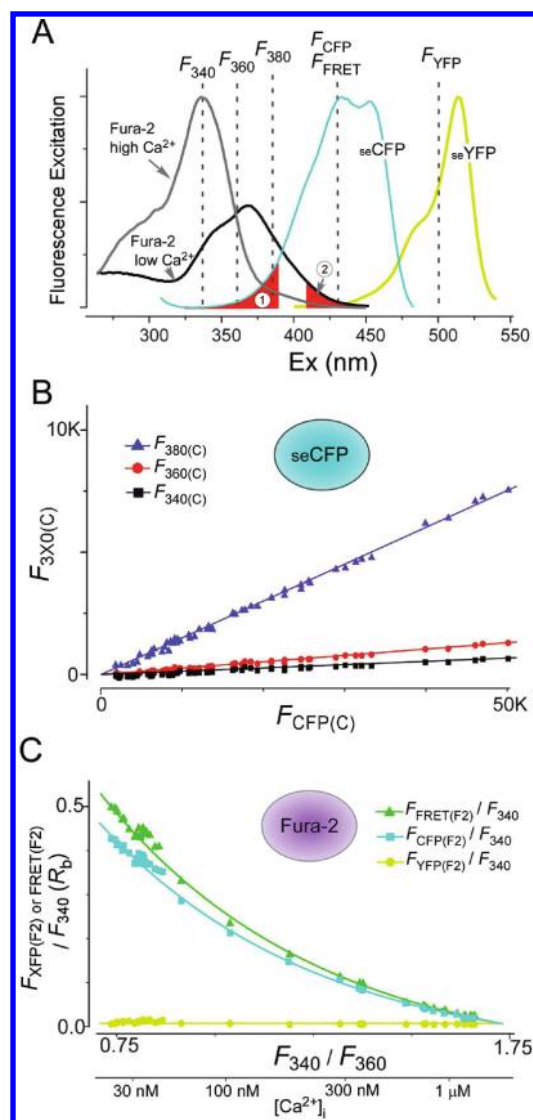 A
F340 F360 F380 FCFP FFRET FYFP
Fura-2
high Ca2+
seCFP
seYFP
Fura-2
low Ca2+
1
2
Fluorescence Excitation
250 300 350 400 450 500 550
Ex (nm)
B
10K
F380(C)
F360(C)
F340(C)
seCFP
F3X0(C)
0
0 50K
FCFP(C)
C
0.5
Fura-2
FFRET(F2) / F340
FCFP(F2) / F340
FYFP(F2) / F340
FXFP(F2) or FRET(F2)
/ F340 (Rb)
0.0
0.75 1.75
F340 / F360
30 nM 100 nM 300 nM 1 μM
[Ca2+]i